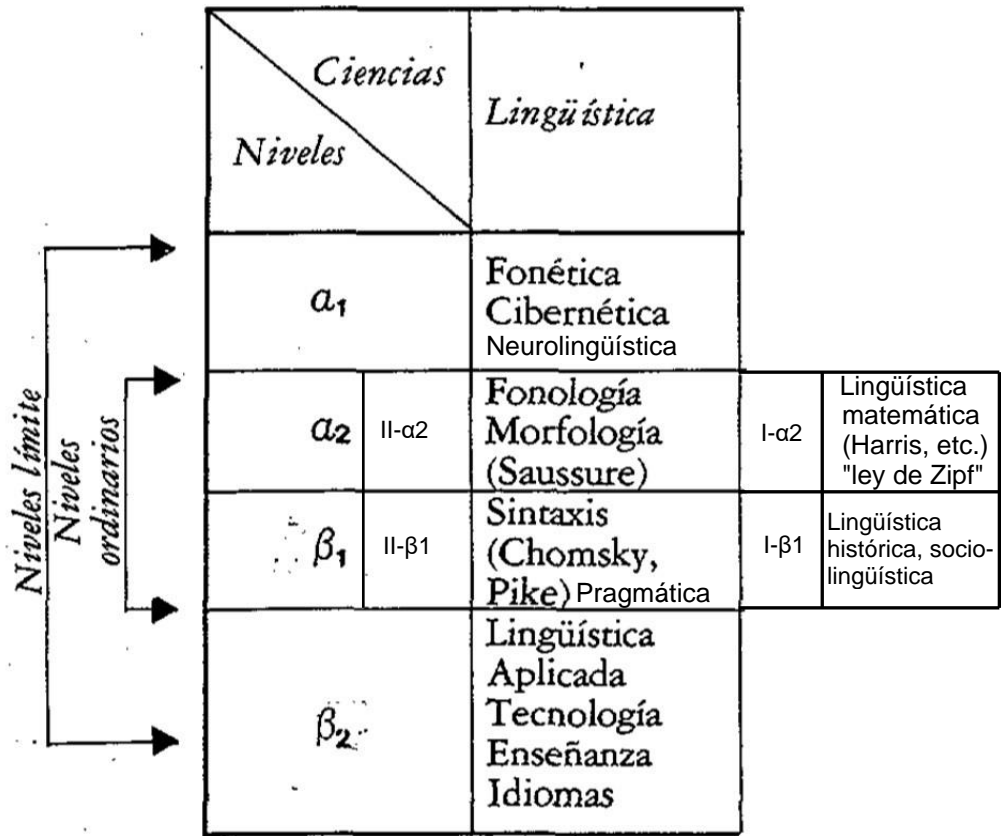 Ciencias
Niveles
Lingüística
Niveles límite
Niveles
ordinarios
α1
Fonética
Cibernética
Neurolingüística
α2
II-α2
Fonología
Morfología
(Saussure)
I-α2
Lingüística
matemática
(Harris, etc.)
"ley de Zipf"
β1
II-β1
Sintaxis
(Chomsky,
Pike) Pragmática
I-β1
Lingüística
histórica, socio-
lingüística
β2
Lingüística
Aplicada
Tecnología
Enseñanza
Idiomas